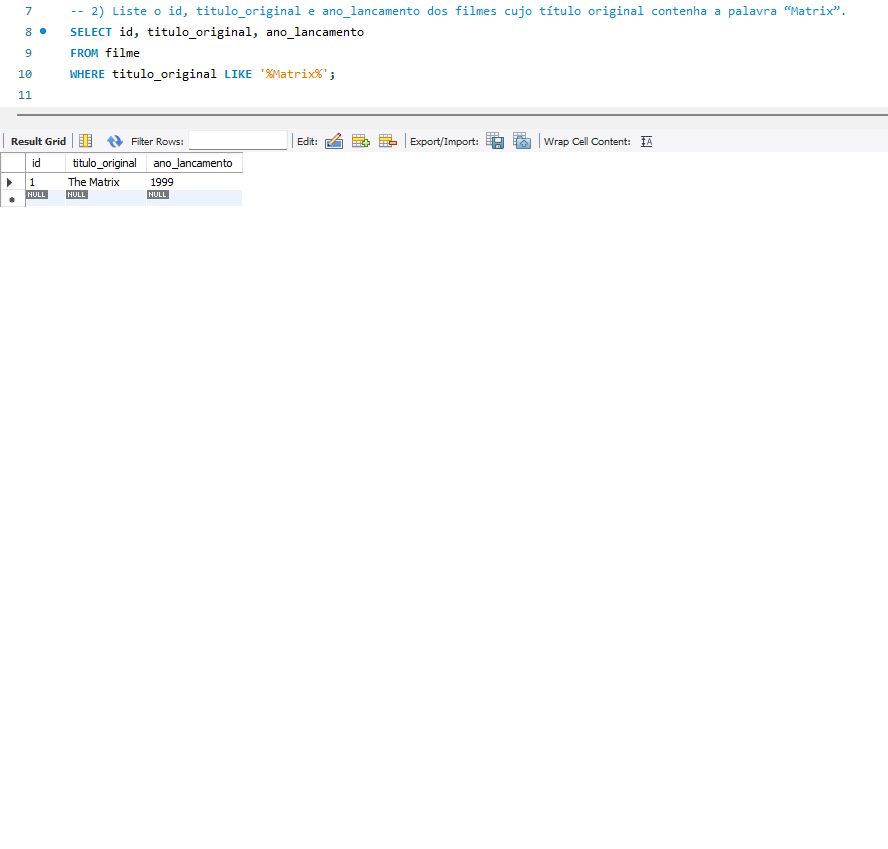 7 -- 2) Liste o id, titulo_original e ano_lancamento dos filmes cujo título original contenha a palavra “Matrix”.
8 SELECT id, titulo_original, ano_lancamento
9 FROM filme
10 WHERE titulo_original LIKE '%Matrix%';
11
Result Grid Filter Rows: Edit: Export/Import: Wrap Cell Content: IA
id titulo_original ano_lancamento
1 The Matrix 1999
NULL NULL NULL